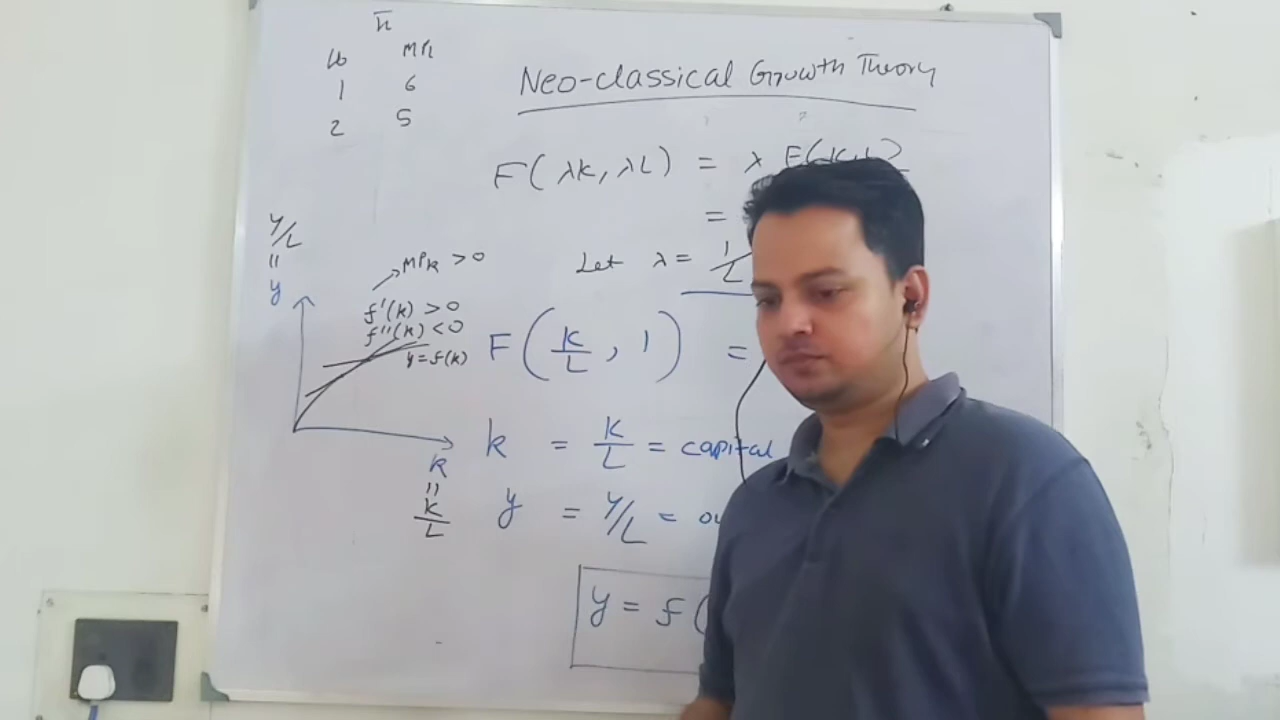 K̄
Lb MPL
1 6
2 5
Neo-classical Growth Theory
F(λK, λL) = λ F(K,L)
=
Let λ = 1/L
F(K/L, 1) =
k = K/L = capital
y = Y/L =
y = f(
Y/L
"
y
MPk > 0
f'(k) > 0
f''(k) < 0
y = f(k)
k
"
K/L